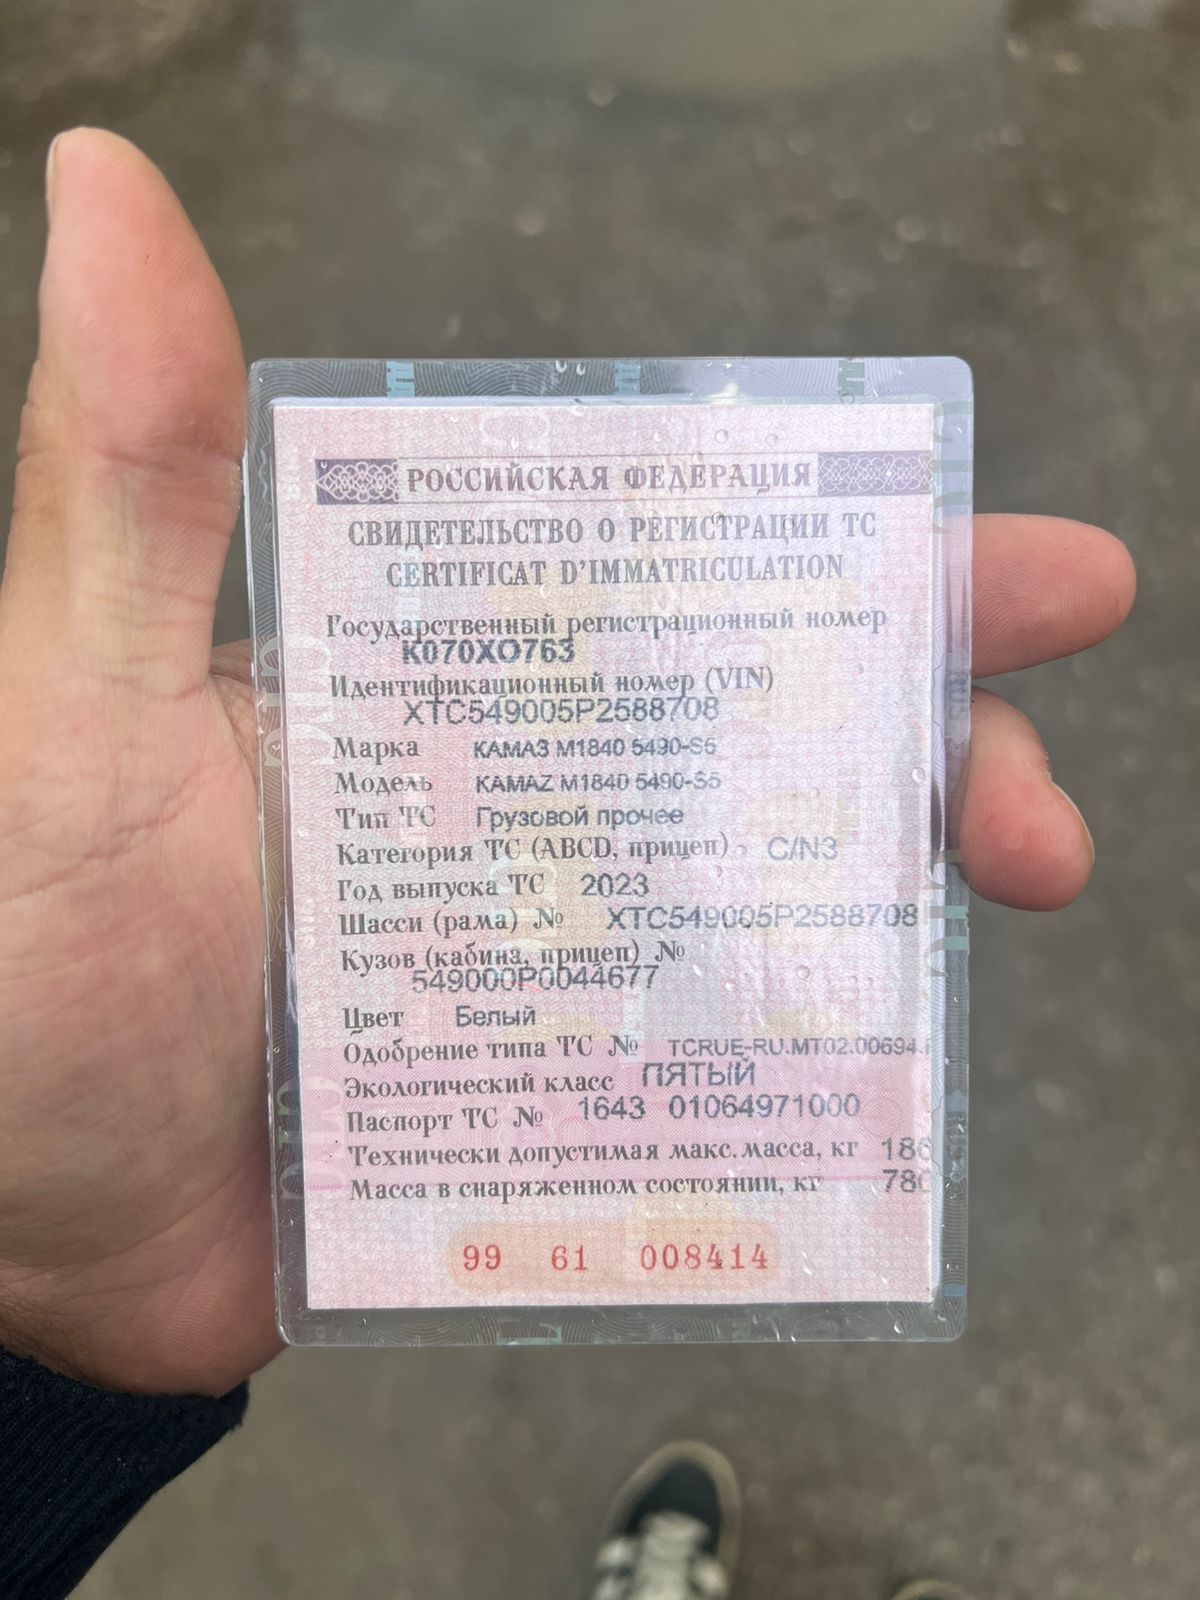 РОССИЙСКАЯ ФЕДЕРАЦИЯ
СВИДЕТЕЛЬСТВО О РЕГИСТРАЦИИ ТС
CERTIFICAT D'IMMATRICULATION
Государственный регистрационный номер
К070ХО763
Идентификационный номер (VIN)
XTC549005P2588708
Марка КАМАЗ М1840 5490-S5
Модель KAMAZ M1840 5490-S5
Тип ТС Грузовой прочее
Категория ТС (ABCD, прицеп) C/N3
Год выпуска ТС 2023
Шасси (рама) № XTC549005P2588708
Кузов (кабина, прицеп) №
549000P0044677
Цвет Белый
Одобрение типа ТС № TCRUE-RU.MT02.00694.
Экологический класс ПЯТЫЙ
Паспорт ТС № 1643 01064971000
Технически допустимая макс. масса, кг
Масса в снаряженном состоянии, кг
99 61 008414